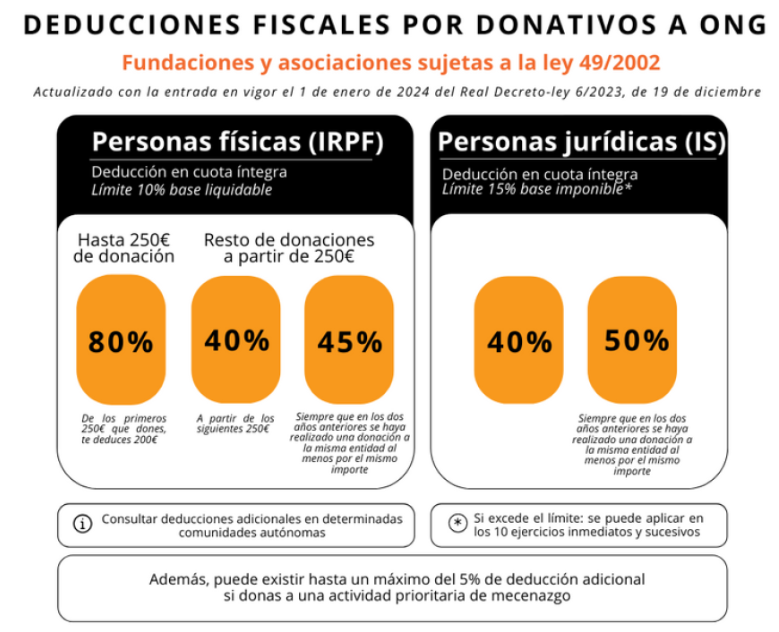 DEDUCCIONES FISCALES POR DONATIVOS A ONG
Fundaciones y asociaciones sujetas a la ley 49/2002
Actualizado con la entrada en vigor el 1 de enero de 2024 del Real Decreto-ley 6/2023, de 19 de diciembre
Personas físicas (IRPF)
Deducción en cuota íntegra
Límite 10% base liquidable
Hasta 250€
de donación
Resto de donaciones
a partir de 250€
80%
40%
45%
De los primeros
250€ que dones,
te deduces 200€
A partir de los
siguientes 250€
Siempre que en los dos
años anteriores se haya
realizado una donación a
la misma entidad al
menos por el mismo
importe
Personas jurídicas (IS)
Deducción en cuota íntegra
Límite 15% base imponible*
40%
50%
Siempre que en los dos
años anteriores se haya
realizado una donación a
la misma entidad al
menos por el mismo
importe
i Consultar deducciones adicionales en determinadas
comunidades autónomas
* Si excede el límite: se puede aplicar en
los 10 ejercicios inmediatos y sucesivos
Además, puede existir hasta un máximo del 5% de deducción adicional
si donas a una actividad prioritaria de mecenazgo